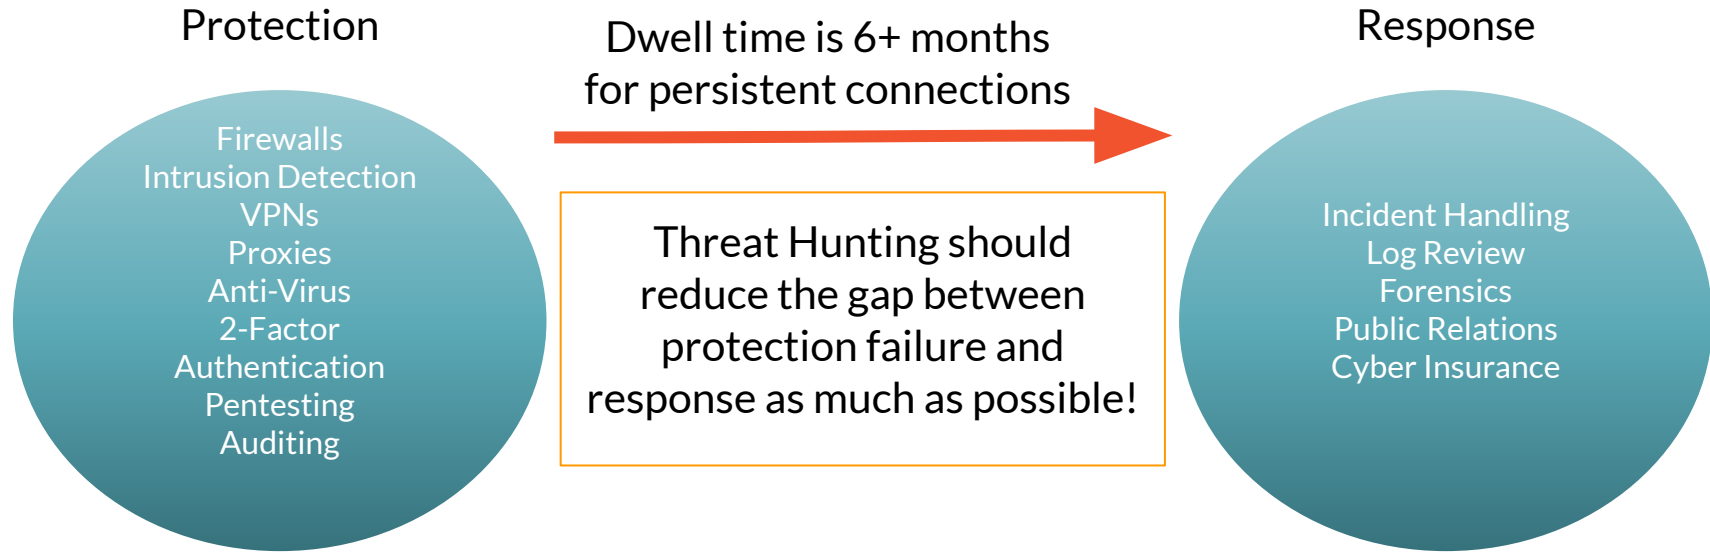 Protection
Firewalls
Intrusion Detection
VPNs
Proxies
Anti-Virus
2-Factor
Authentication
Pentesting
Auditing
Dwell time is 6+ months
for persistent connections
Threat Hunting should
reduce the gap between
protection failure and
response as much as possible!
Response
Incident Handling
Log Review
Forensics
Public Relations
Cyber Insurance